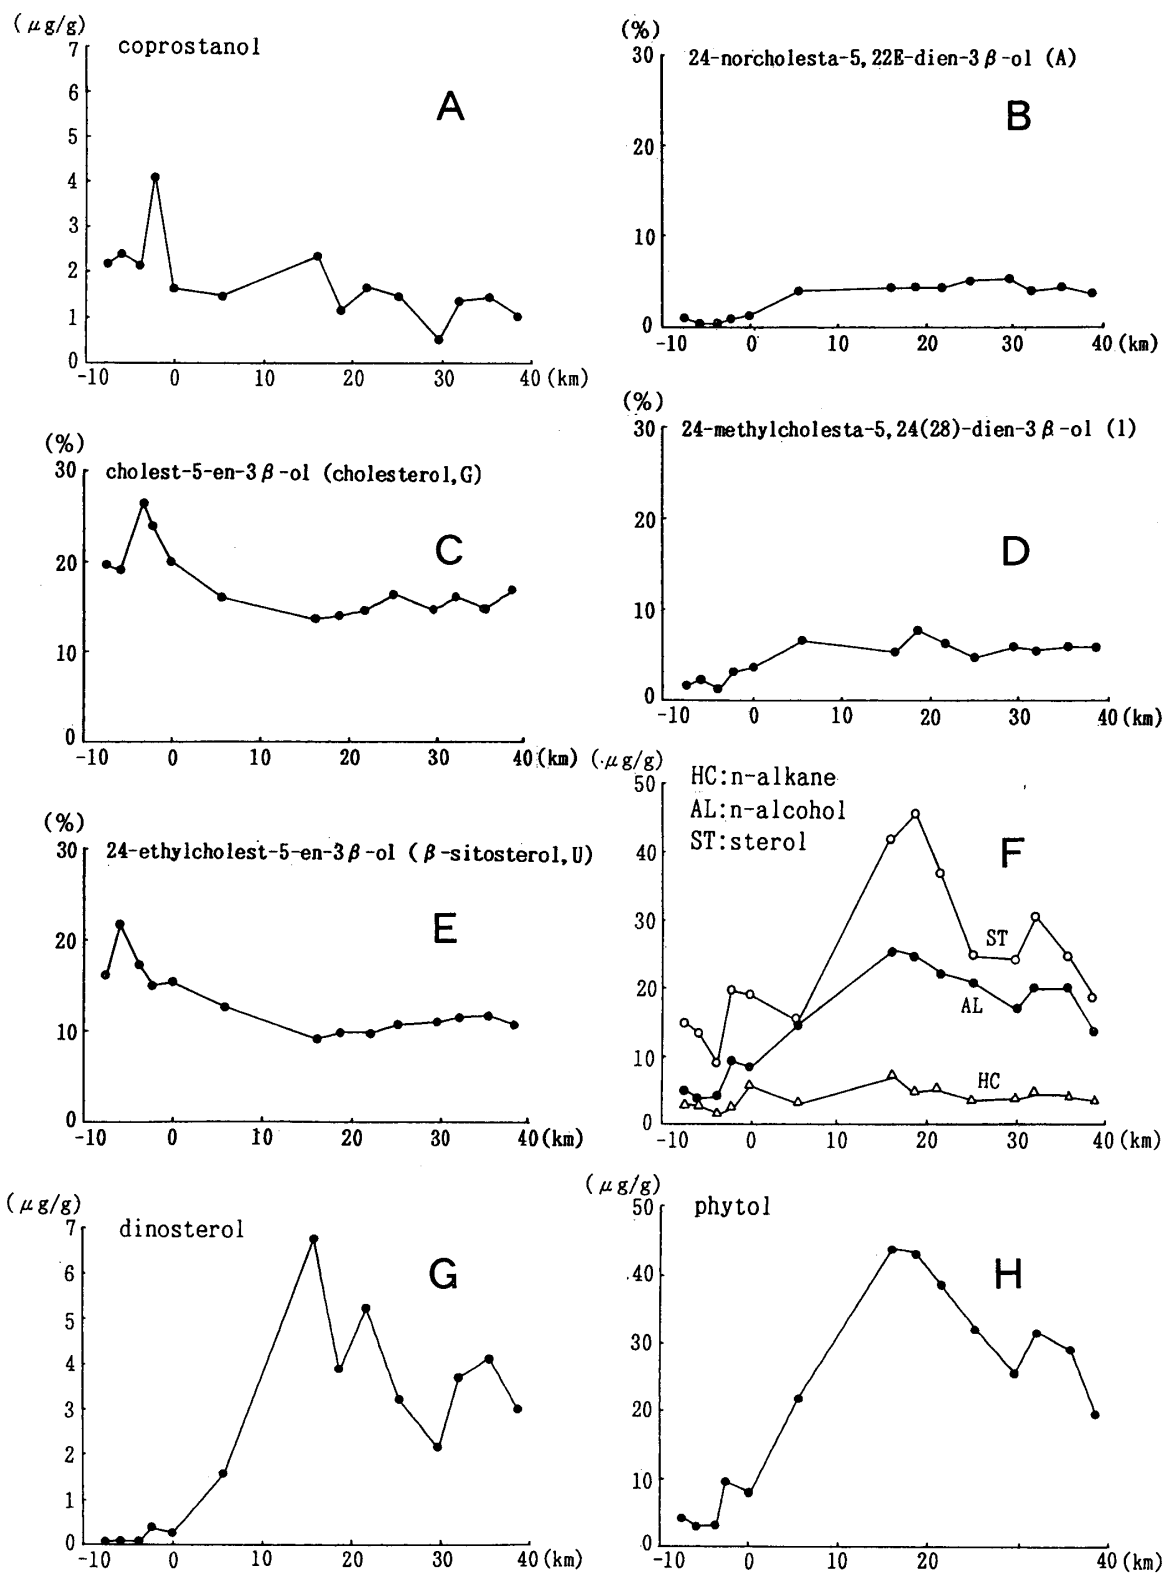 (μg/g)
coprostanol
A
7
6
5
4
3
2
1
0
-10 0 10 20 30 40(km)
(%)
24-norcholesta-5,22E-dien-3β-ol (A)
B
30
20
10
0
-10 0 10 20 30 40(km)
(%)
cholest-5-en-3β-ol (cholesterol,G)
C
30
20
10
0
-10 0 10 20 30 40(km)
(%)
24-methylcholesta-5,24(28)-dien-3β-ol (l)
D
30
20
10
0
-10 0 10 20 30 40(km)
(%)
24-ethylcholest-5-en-3β-ol (β-sitosterol,U)
E
30
20
10
0
-10 0 10 20 30 40(km)
(μg/g)
HC:n-alkane
AL:n-alcohol
ST:sterol
F
50
40
30
20
10
0
ST
AL
HC
-10 0 10 20 30 40(km)
(μg/g)
dinosterol
G
7
6
5
4
3
2
1
0
-10 0 10 20 30 40(km)
(μg/g)
phytol
H
50
40
30
20
10
0
-10 0 10 20 30 40(km)